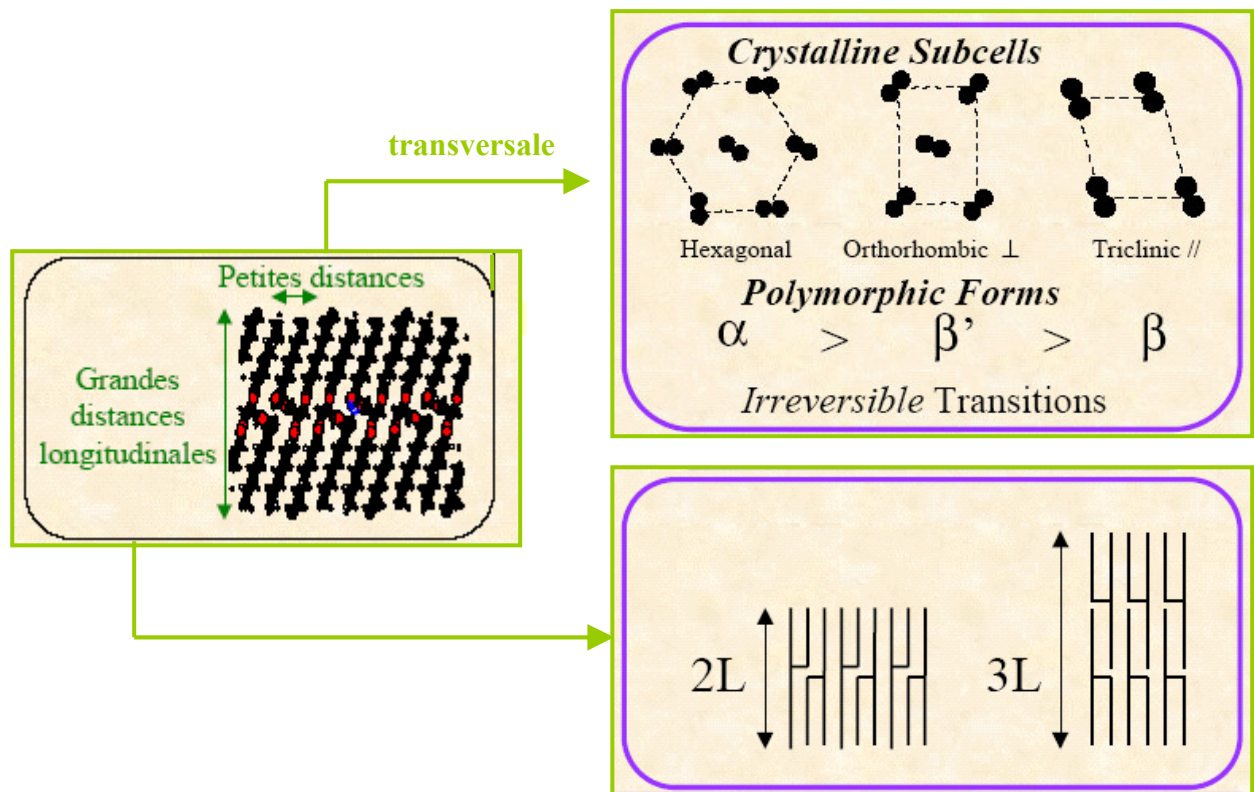 transversale
Crystalline Subcells
Hexagonal Orthorhombic ⊥ Triclinic //
Polymorphic Forms
α > β’ > β
Irreversible Transitions
Petites distances
Grandes
distances
longitudinales
2L 3L